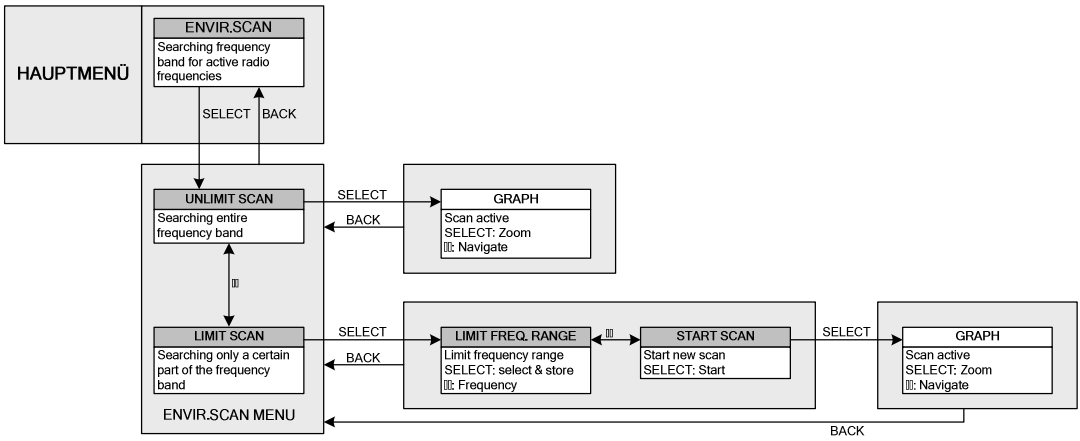 HAUPTMENÜ
ENVIR.SCAN
Searching frequency
band for active radio
frequencies
SELECT
BACK
UNLIMIT SCAN
Searching entire
frequency band
SELECT
BACK
GRAPH
Scan active
SELECT: Zoom
▯▯: Navigate
▯▯
LIMIT SCAN
Searching only a certain
part of the frequency
band
ENVIR.SCAN MENU
SELECT
BACK
LIMIT FREQ. RANGE
Limit frequency range
SELECT: select & store
▯▯: Frequency
▯▯
START SCAN
Start new scan
SELECT: Start
SELECT
GRAPH
Scan active
SELECT: Zoom
▯▯: Navigate
BACK